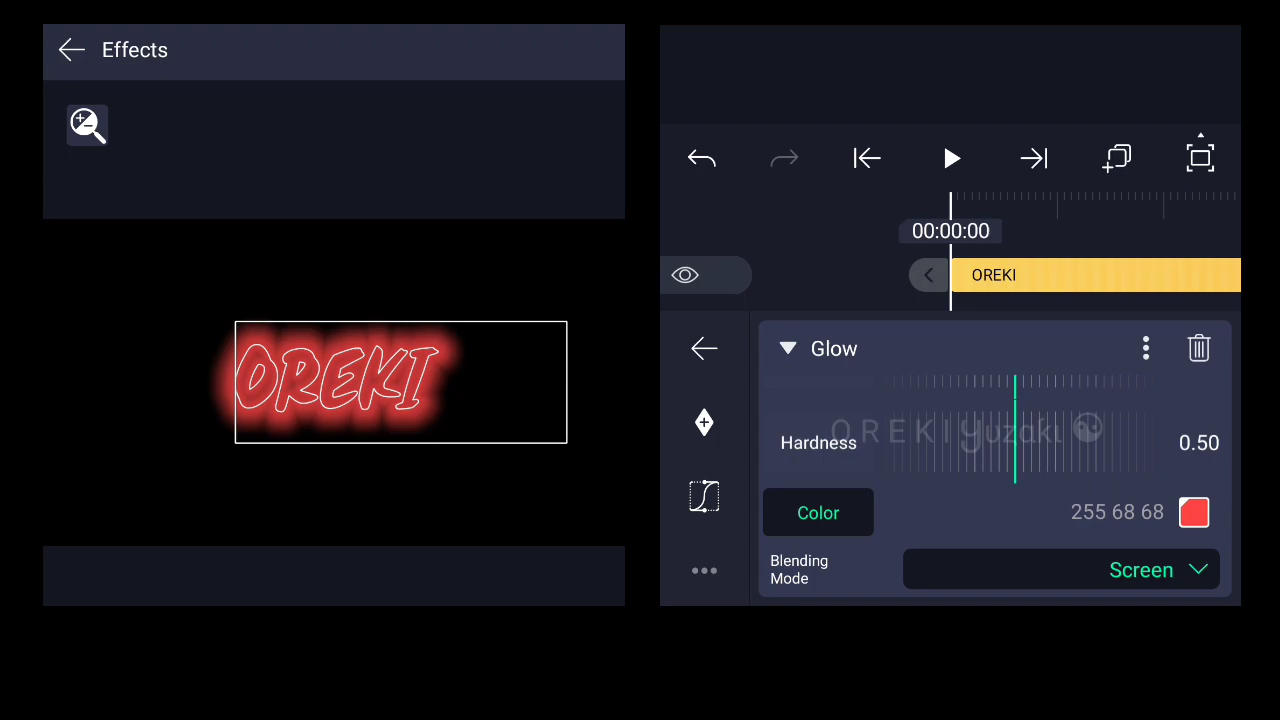 Effects
OREKI
00:00:00
OREKI
Glow
OREKI Yuzaki ☯
Hardness
0.50
Color
255 68 68
Blending
Mode
Screen